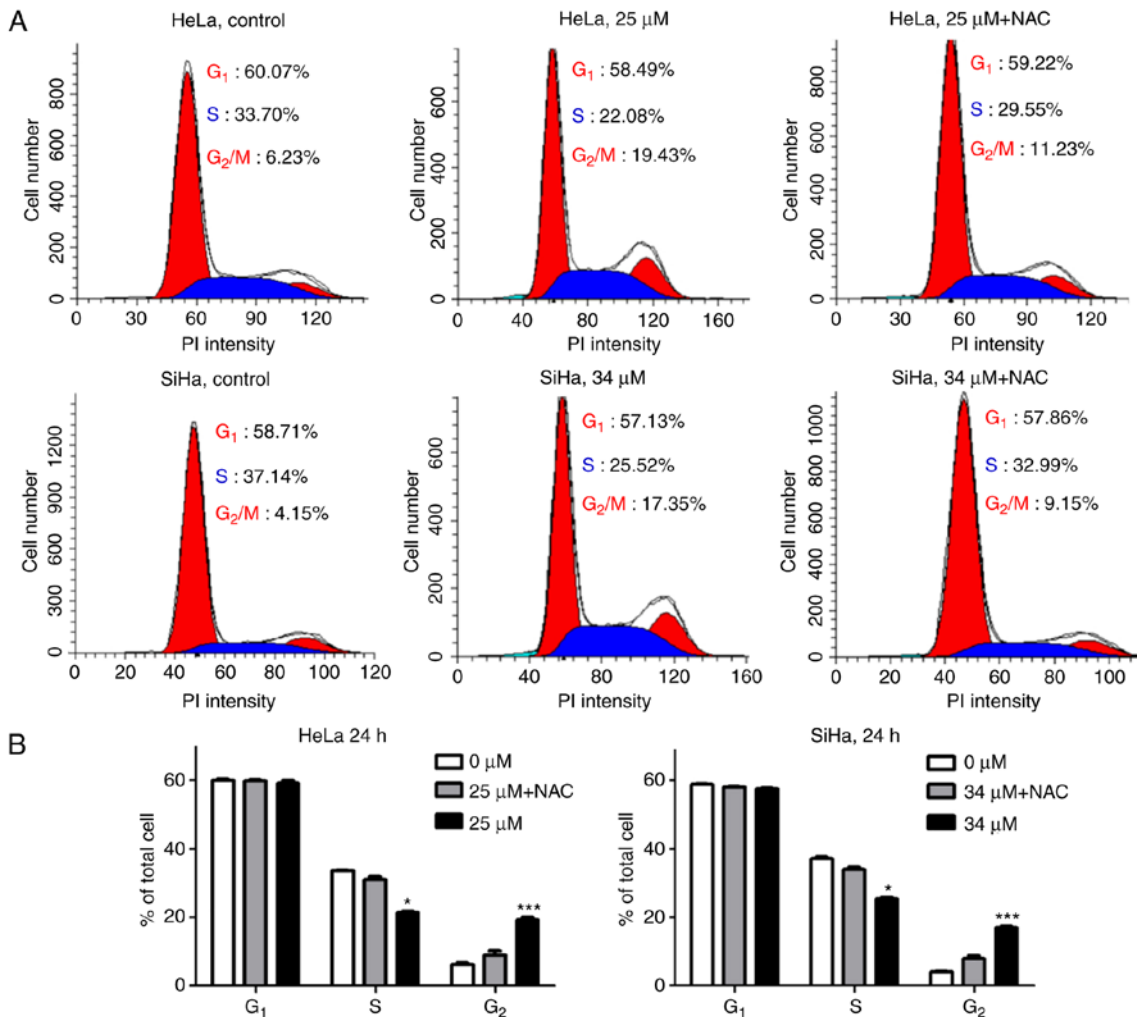 A
HeLa, control
G1 : 60.07%
S : 33.70%
G2/M : 6.23%
Cell number
0 200 400 600 800
0 30 60 90 120
PI intensity
HeLa, 25 μM
G1 : 58.49%
S : 22.08%
G2/M : 19.43%
Cell number
0 200 400 600
0 40 80 120 160
PI intensity
HeLa, 25 μM+NAC
G1 : 59.22%
S : 29.55%
G2/M : 11.23%
Cell number
0 200 400 600 800
0 30 60 90 120
PI intensity
SiHa, control
G1 : 58.71%
S : 37.14%
G2/M : 4.15%
Cell number
0 300 600 900 1200
0 20 40 60 80 100 120
PI intensity
SiHa, 34 μM
G1 : 57.13%
S : 25.52%
G2/M : 17.35%
Cell number
0 200 400 600
0 40 80 120 160
PI intensity
SiHa, 34 μM+NAC
G1 : 57.86%
S : 32.99%
G2/M : 9.15%
Cell number
0 200 400 600 800 1000
0 20 40 60 80 100
PI intensity
B
HeLa 24 h
0 μM
25 μM+NAC
25 μM
% of total cell
60
40
20
0
* ***
G1 S G2
SiHa, 24 h
0 μM
34 μM+NAC
34 μM
% of total cell
60
40
20
0
* ***
G1 S G2